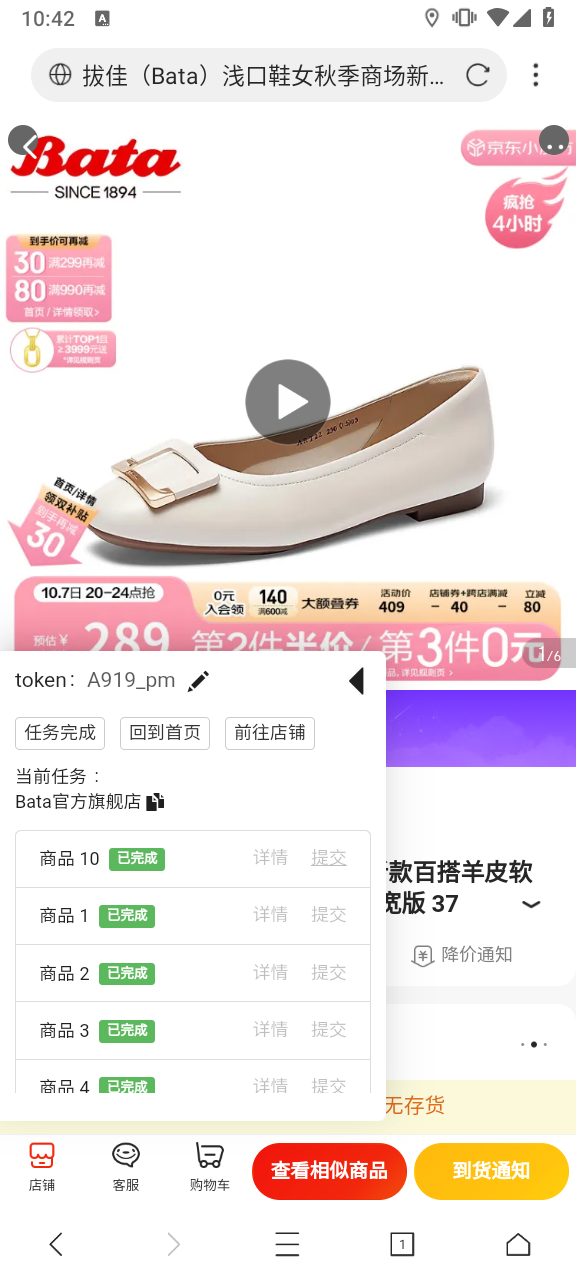 10:42
A
拔佳（Bata）浅口鞋女秋季商场新…
Bata
SINCE 1894
京东小
疯抢
4小时
到手价可再减
30 满299再减
80 满990再减
首页 / 详情领取>
累计TOP1且
≥3999元送
*详见规则页
首页/详情
领双补贴
到手再减
30
10.7日 20-24点抢
0元
入会领
140
满600减
大额叠券
活动价
409
店铺券+跨店满减
- 40 -
立减
80
预估¥
289
第2件半价 / 第3件0元
1/6
token： A919_pm
任务完成
回到首页
前往店铺
当前任务：
Bata官方旗舰店
商品 10 已完成 详情 提交
商品 1 已完成 详情 提交
商品 2 已完成 详情 提交
商品 3 已完成 详情 提交
商品 4 已完成 详情 提交
款百搭羊皮软
宽版 37
降价通知
无存货
店铺
客服
购物车
查看相似商品
到货通知
1